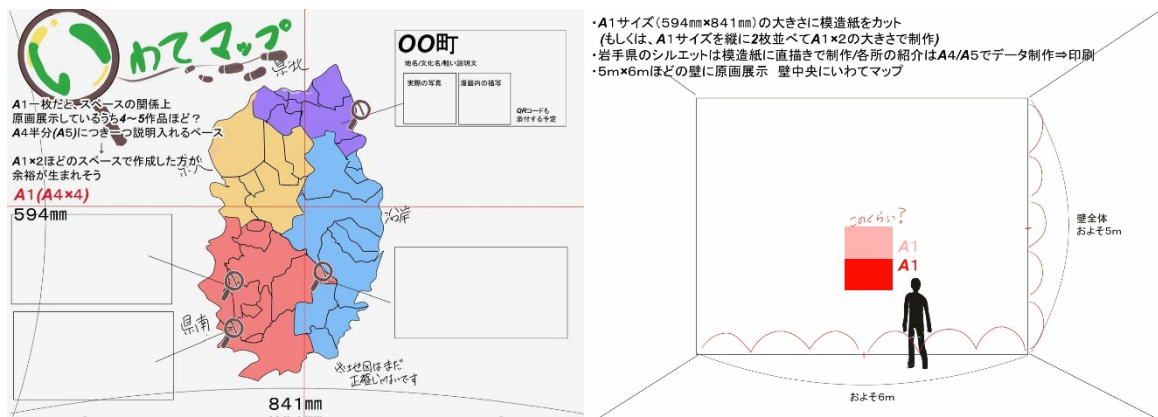 いわてマップ
県北
A1一枚だと、スペースの関係上
原画展示しているうち4〜5作品ほど?
A4半分(A5)につき一つ説明入れるペース
↓
A1×2ほどのスペースで作成した方が
余裕が生まれそう
A1(A4×4)
594mm
〇〇町
地名/文化名/軽い説明文
実際の写真
漫画内の描写
QRコードも
添付する予定
沿岸
県南
※地図はまだ
正確じゃないです
841mm
・A1サイズ(594mm×841mm)の大きさに模造紙をカット
(もしくは、A1サイズを縦に2枚並べてA1×2の大きさで制作)
・岩手県のシルエットは模造紙に直描きで制作/各所の紹介はA4/A5でデータ制作⇒印刷
・5m×6mほどの壁に原画展示 壁中央にいわてマップ
このくらい?
A1
A1
壁全体
およそ5m
およそ6m